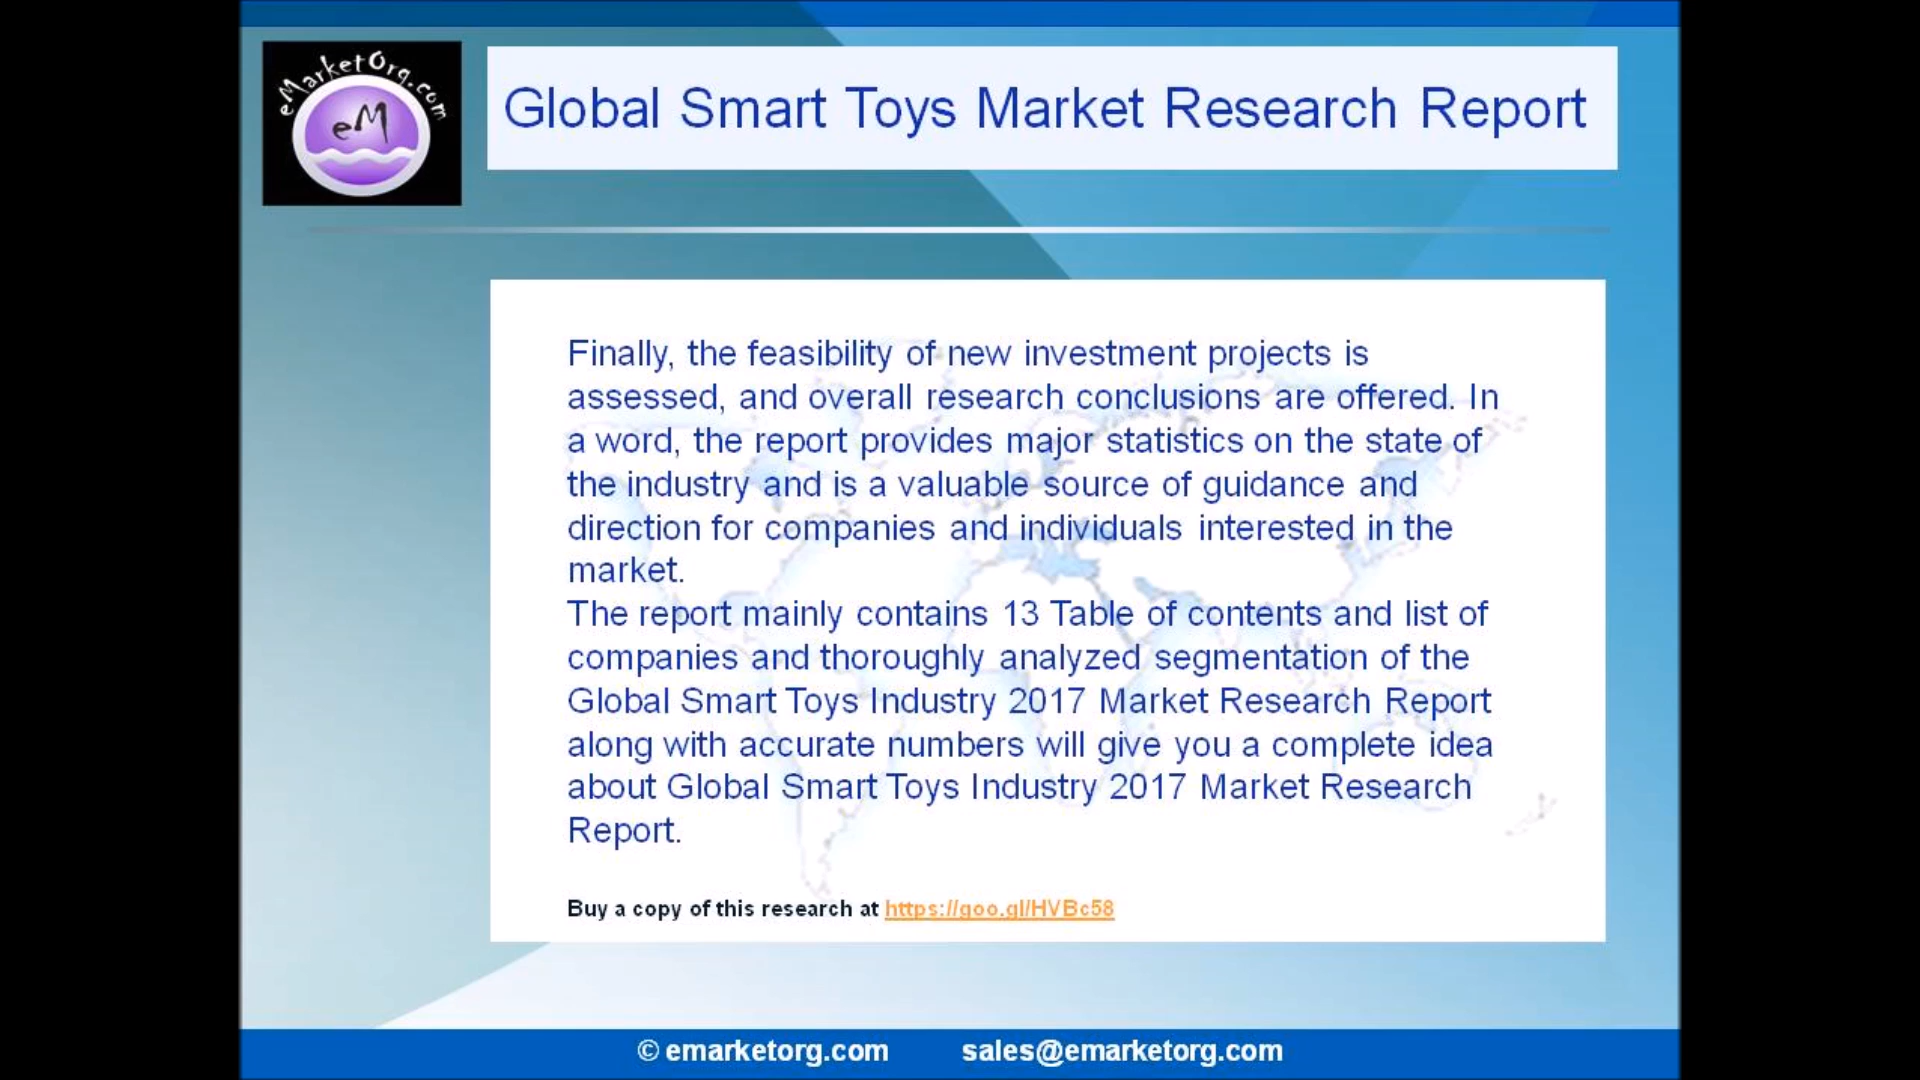 eMarketOrg.com
eM
Global Smart Toys Market Research Report
Finally, the feasibility of new investment projects is
assessed, and overall research conclusions are offered. In
a word, the report provides major statistics on the state of
the industry and is a valuable source of guidance and
direction for companies and individuals interested in the
market.
The report mainly contains 13 Table of contents and list of
companies and thoroughly analyzed segmentation of the
Global Smart Toys Industry 2017 Market Research Report
along with accurate numbers will give you a complete idea
about Global Smart Toys Industry 2017 Market Research
Report.
Buy a copy of this research at https://goo.gl/HVBc58
© emarketorg.com sales@emarketorg.com